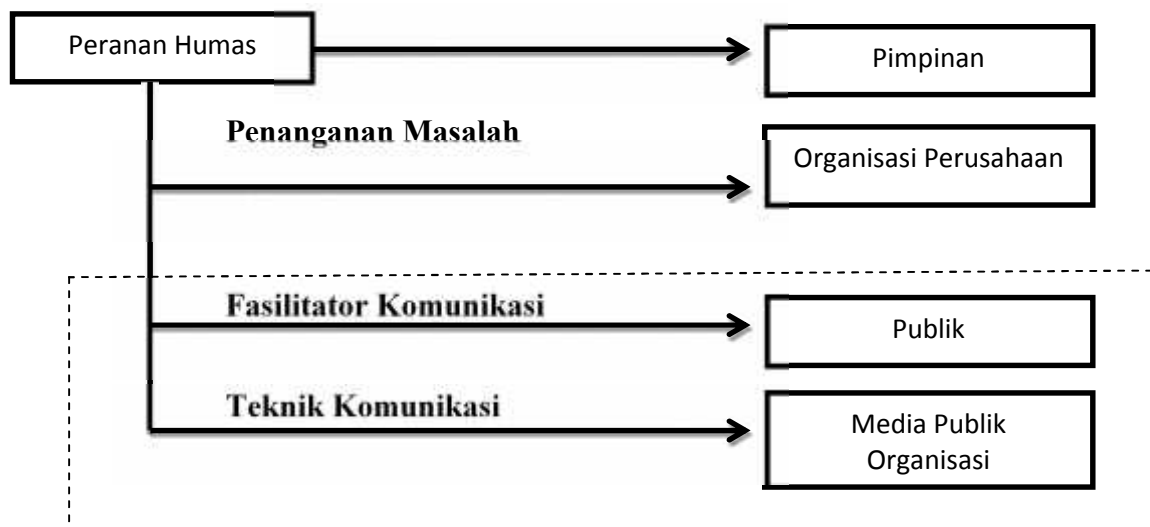 Peranan Humas
Pimpinan
Penanganan Masalah
Organisasi Perusahaan
Fasilitator Komunikasi
Publik
Teknik Komunikasi
Media Publik
Organisasi